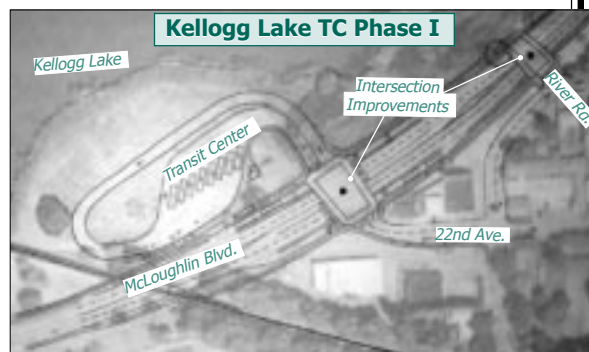 Kellogg Lake TC Phase I
Kellogg Lake
Intersection
Improvements
River Rd.
Transit Center
22nd Ave.
McLoughlin Blvd.